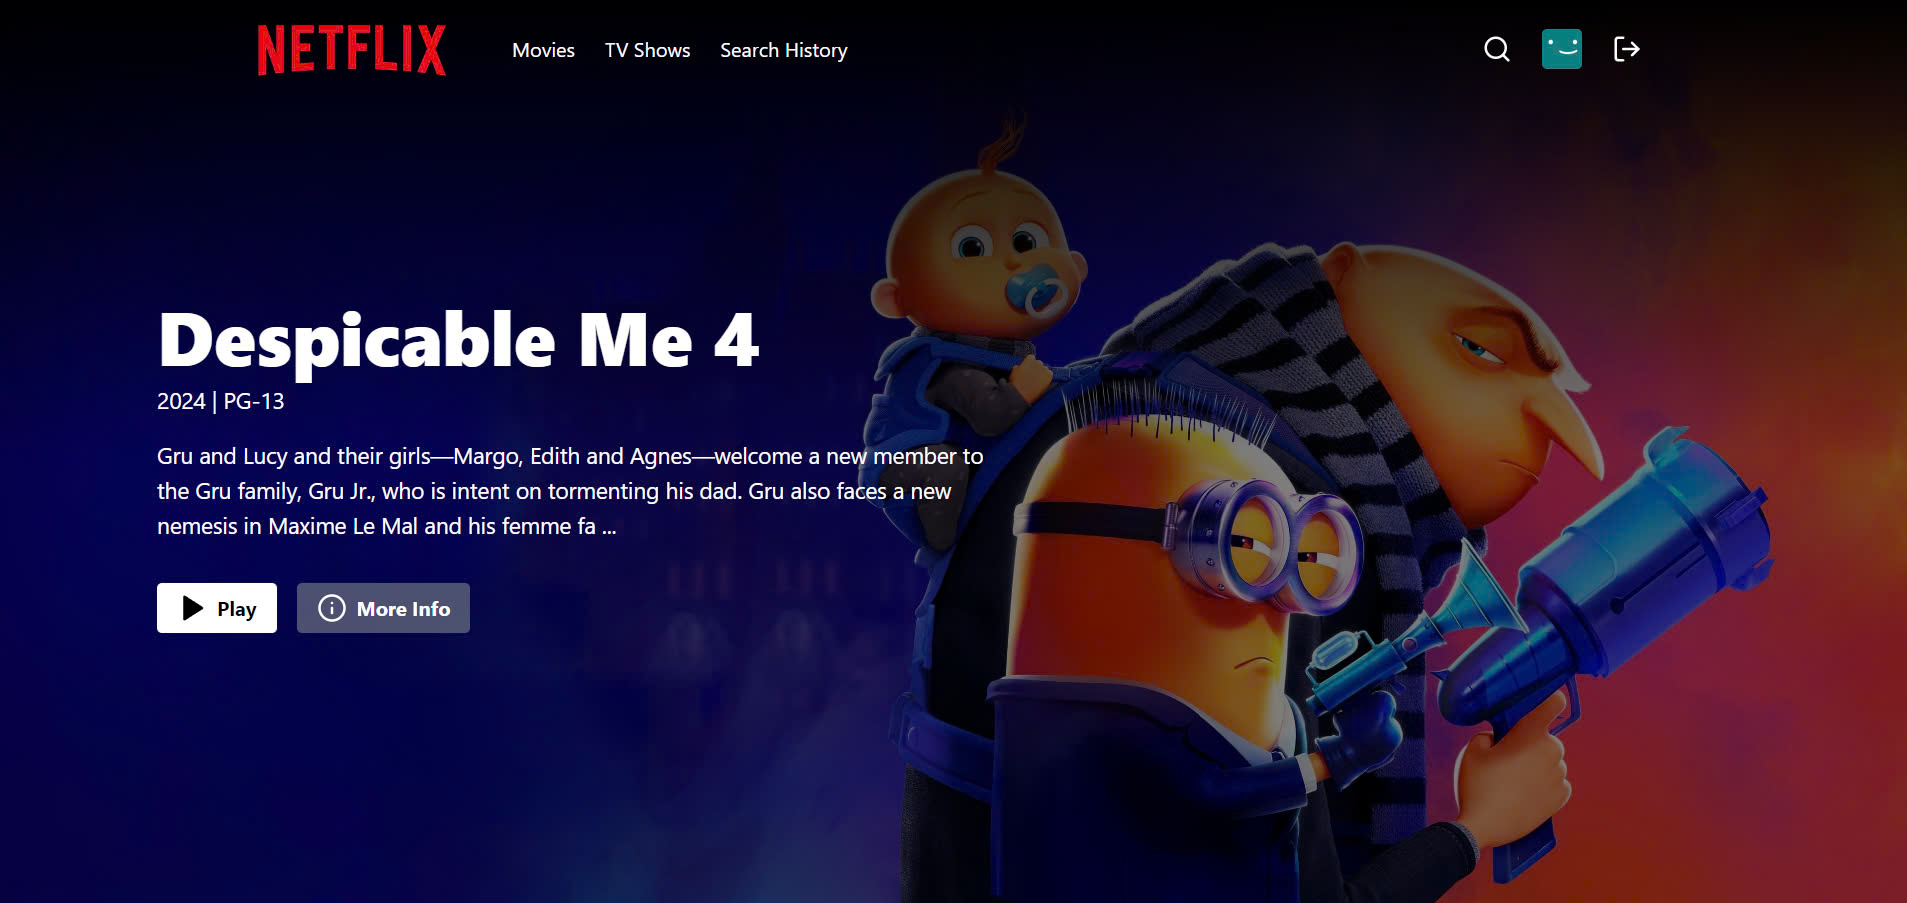 NETFLIX
Movies
TV Shows
Search History
Despicable Me 4
2024 | PG-13
Gru and Lucy and their girls—Margo, Edith and Agnes—welcome a new member to
the Gru family, Gru Jr., who is intent on tormenting his dad. Gru also faces a new
nemesis in Maxime Le Mal and his femme fa ...
Play
More Info